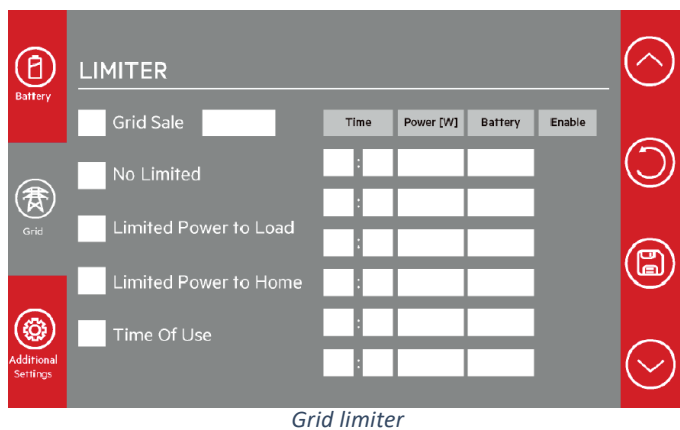 Battery
Grid
Additional
Settings
LIMITER
Grid Sale
No Limited
Limited Power to Load
Limited Power to Home
Time Of Use
Time Power [W] Battery Enable
:
:
:
:
:
:
Grid limiter